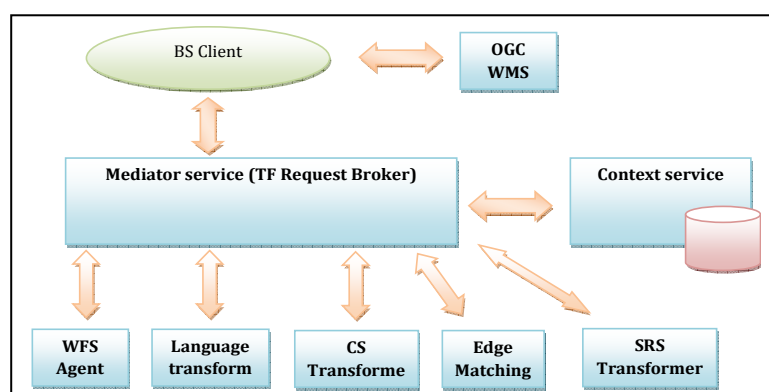 BS Client
OGC
WMS
Mediator service (TF Request Broker)
Context service
WFS
Agent
Language
transform
CS
Transforme
Edge
Matching
SRS
Transformer